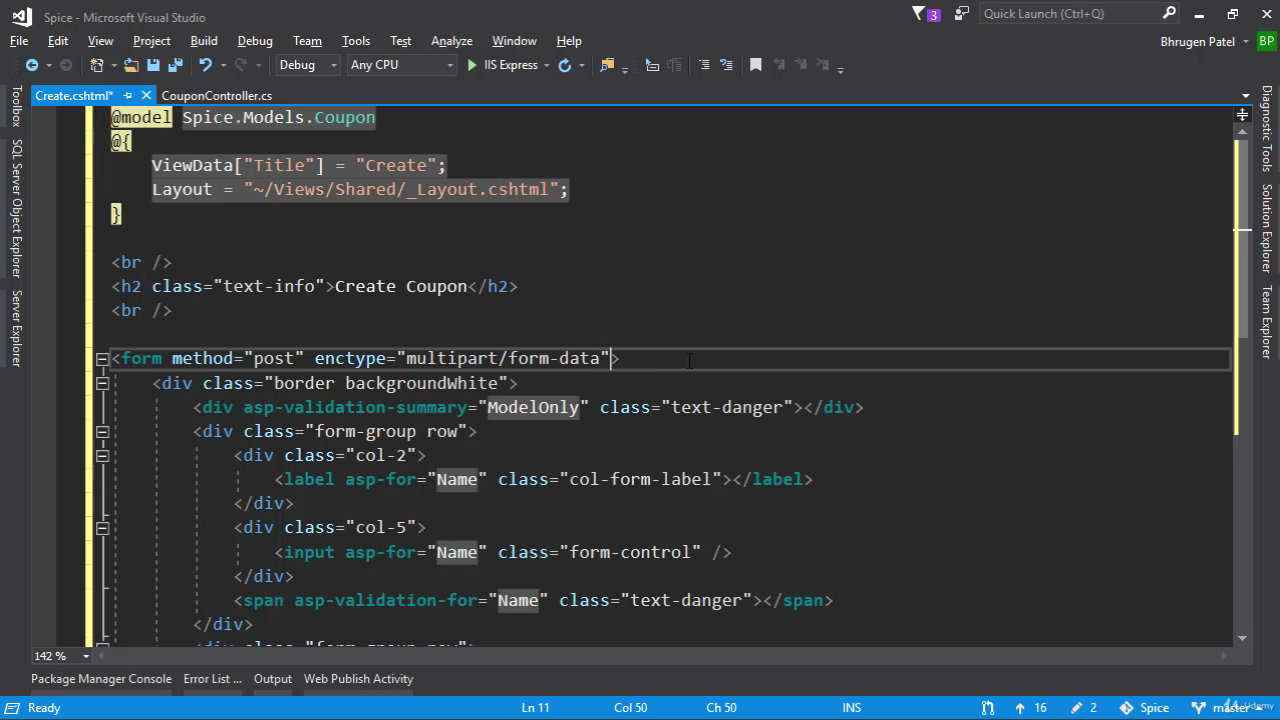 Spice - Microsoft Visual Studio
3
Quick Launch (Ctrl+Q)
File Edit View Project Build Debug Team Tools Test Analyze Window Help
Bhrugen Patel BP
Debug Any CPU IIS Express
Create.cshtml* CouponController.cs
Toolbox
SQL Server Object Explorer
Server Explorer
Diagnostic Tools
Solution Explorer
Team Explorer
@model Spice.Models.Coupon
@{
ViewData["Title"] = "Create";
Layout = "~/Views/Shared/_Layout.cshtml";
}
<br />
<h2 class="text-info">Create Coupon</h2>
<br />
<form method="post" enctype="multipart/form-data">
<div class="border backgroundWhite">
<div asp-validation-summary="ModelOnly" class="text-danger"></div>
<div class="form-group row">
<div class="col-2">
<label asp-for="Name" class="col-form-label"></label>
</div>
<div class="col-5">
<input asp-for="Name" class="form-control" />
</div>
<span asp-validation-for="Name" class="text-danger"></span>
</div>
<div class="form-group row">
142 %
Package Manager Console Error List ... Output Web Publish Activity
Ready Ln 11 Col 50 Ch 50 INS 16 2 Spice master
Udemy